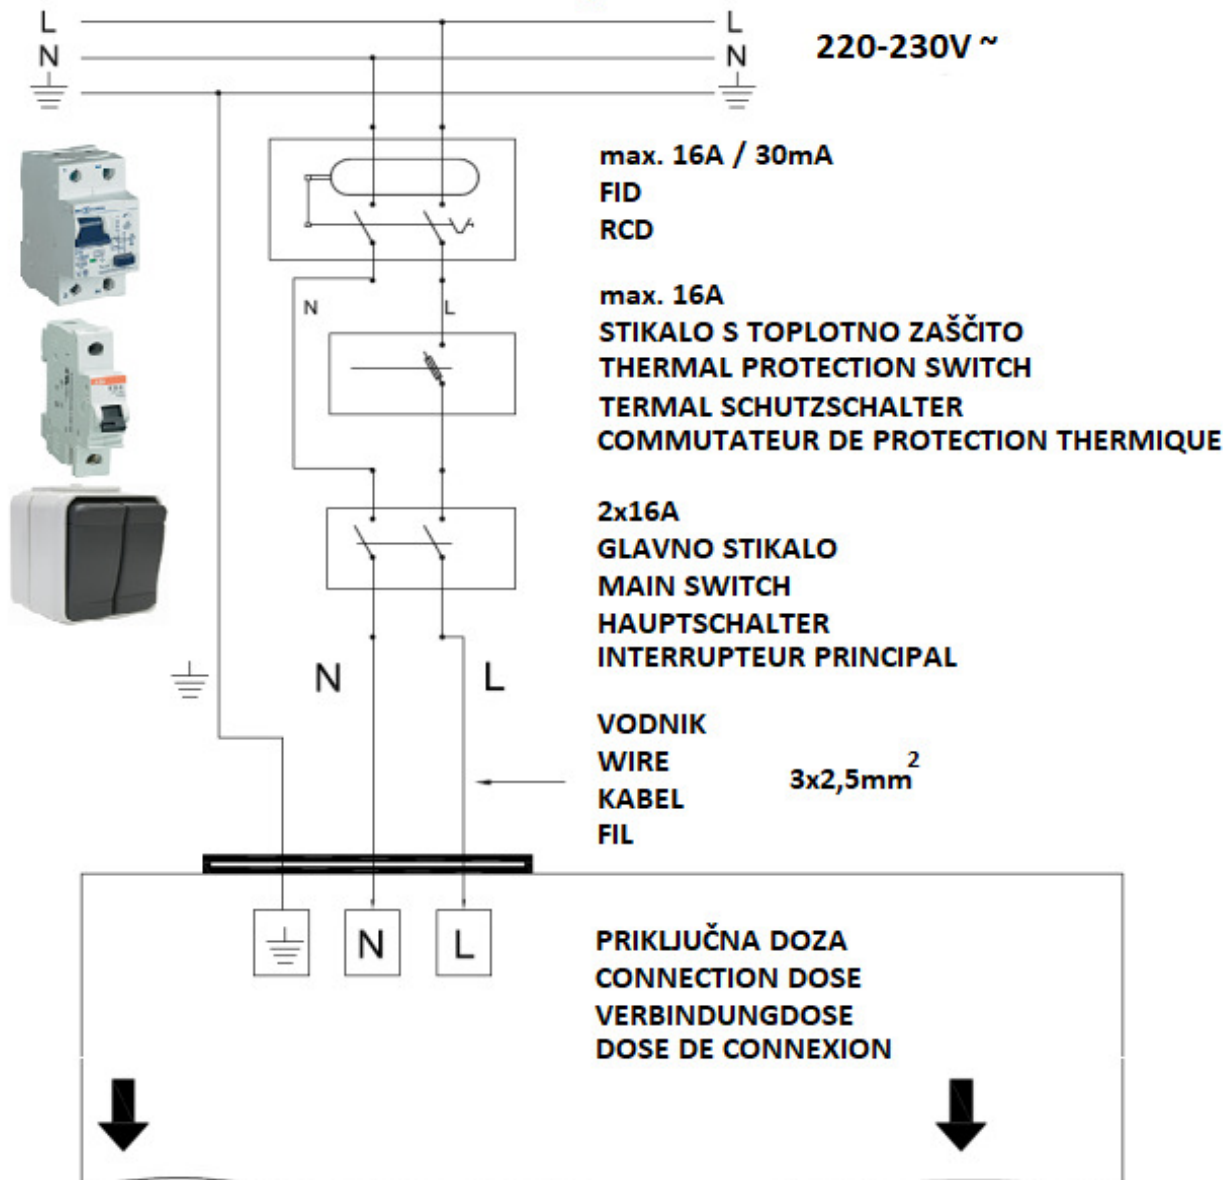 L
L
N
N
220-230V ~
max. 16A / 30mA
FID
RCD
N
L
max. 16A
STIKALO S TOPLOTNO ZAŠČITO
THERMAL PROTECTION SWITCH
TERMAL SCHUTZSCHALTER
COMMUTATEUR DE PROTECTION THERMIQUE
2x16A
GLAVNO STIKALO
MAIN SWITCH
HAUPTSCHALTER
INTERRUPTEUR PRINCIPAL
N
L
VODNIK
WIRE
KABEL
FIL
3x2,5mm²
N
L
PRIKLJUČNA DOZA
CONNECTION DOSE
VERBINDUNGDOSE
DOSE DE CONNEXION